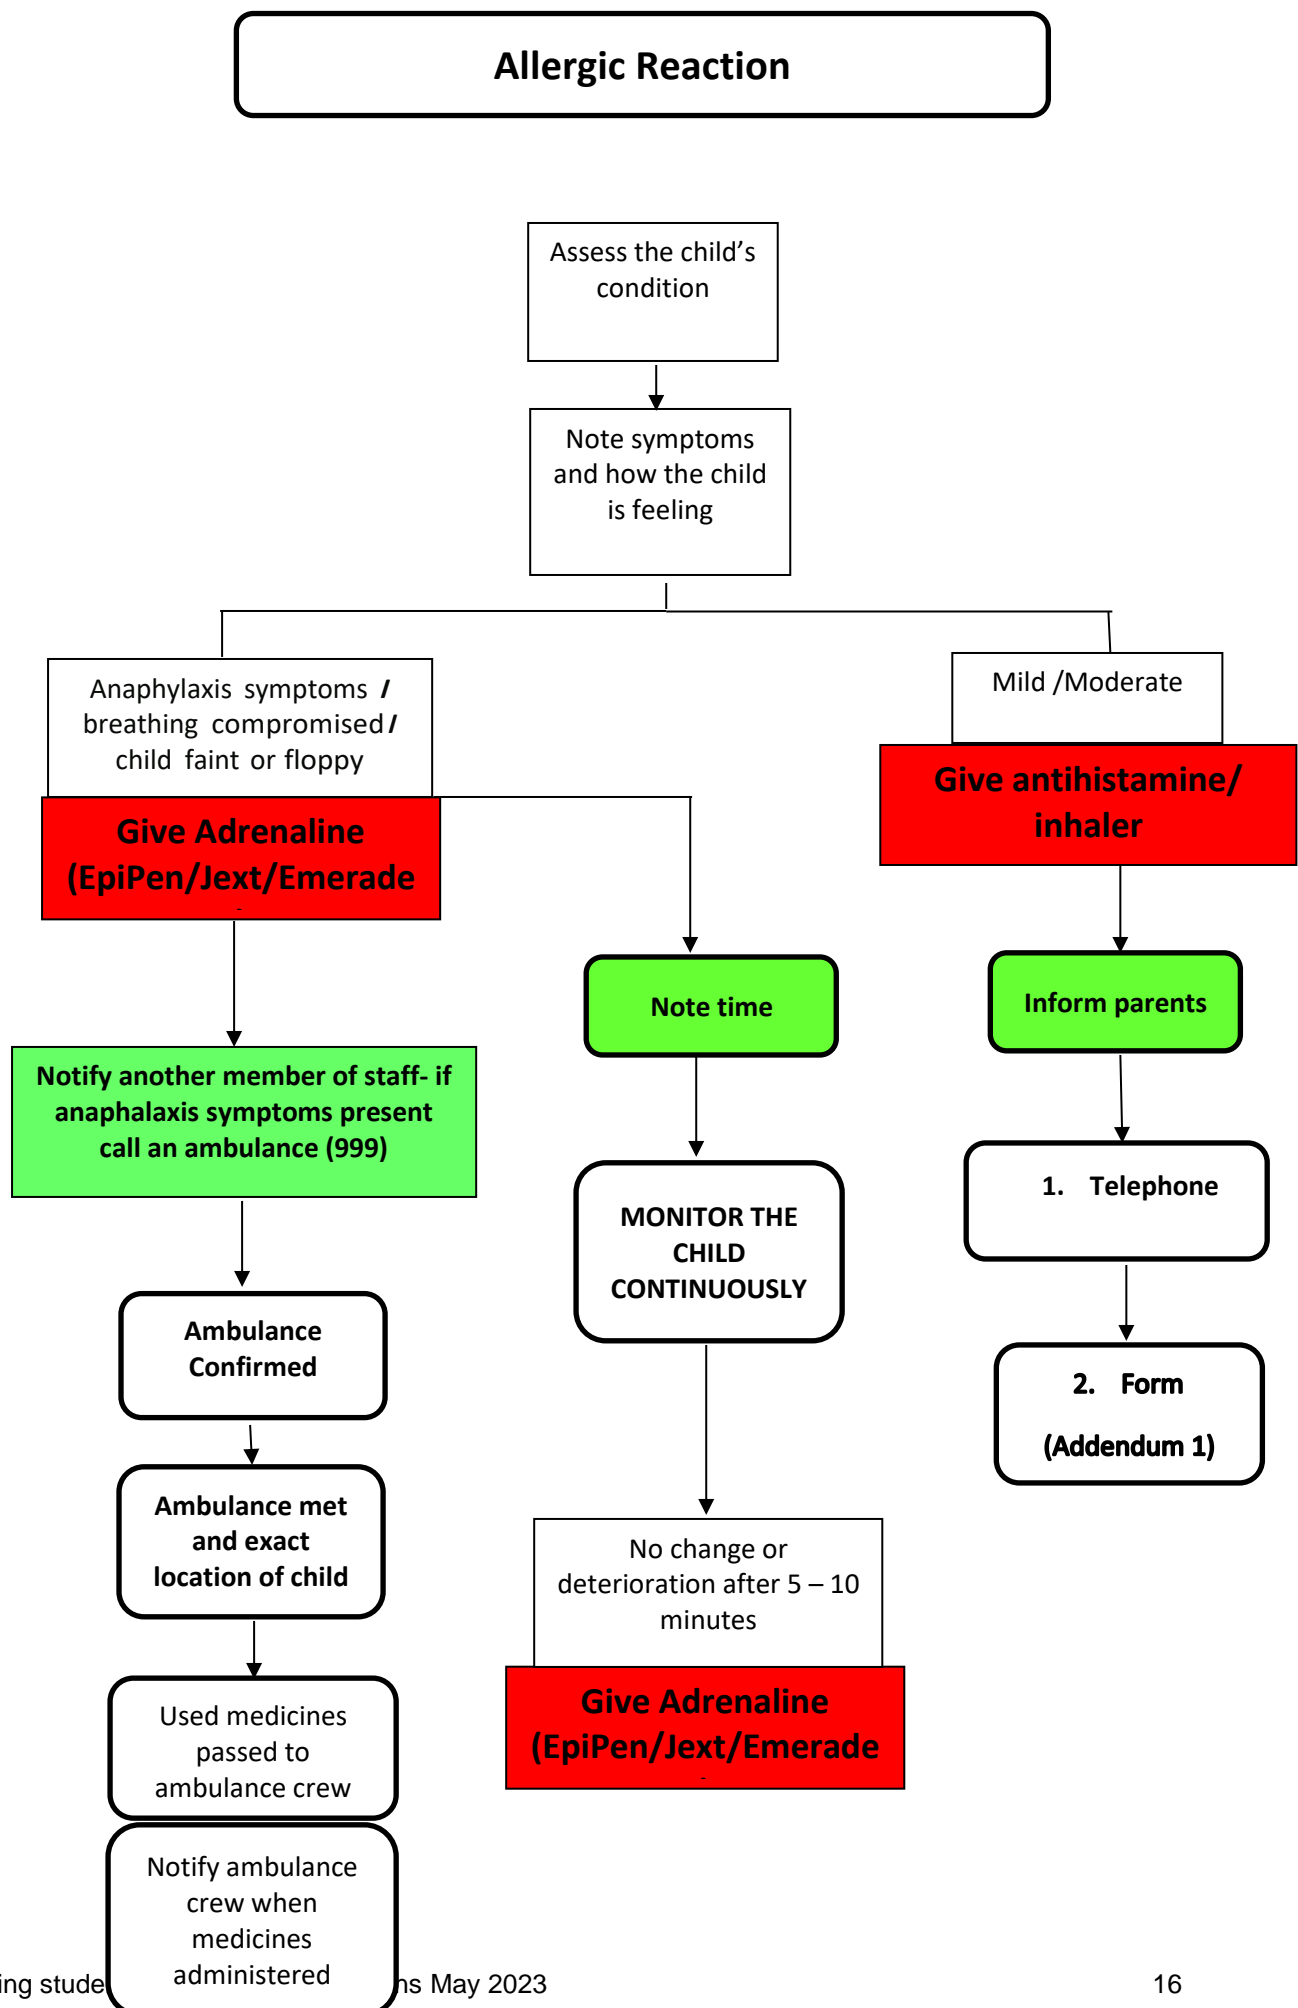 Allergic Reaction
Assess the child’s
condition
Note symptoms
and how the child
is feeling
Anaphylaxis symptoms /
breathing compromised/
child faint or floppy
Give Adrenaline
(EpiPen/Jext/Emerade
Mild /Moderate
Give antihistamine/
inhaler
Note time
Inform parents
Notify another member of staff- if
anaphalaxis symptoms present
call an ambulance (999)
MONITOR THE
CHILD
CONTINUOUSLY
1. Telephone
Ambulance
Confirmed
2. Form
(Addendum 1)
Ambulance met
and exact
location of child
No change or
deterioration after 5 – 10
minutes
Give Adrenaline
(EpiPen/Jext/Emerade
Used medicines
passed to
ambulance crew
Notify ambulance
crew when
medicines
administered
May 2023
16